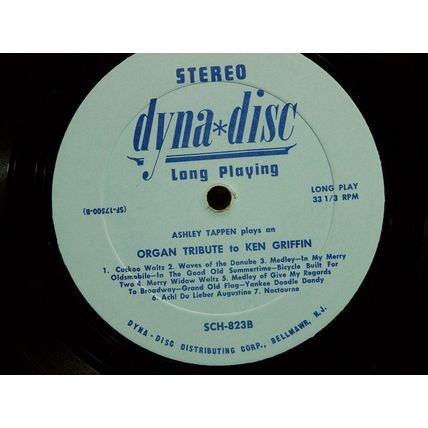 STEREO
dyna*disc
Long Playing
LONG PLAY
33 1/3 RPM
(SF-17500-B)
ASHLEY TAPPEN plays an
ORGAN TRIBUTE to KEN GRIFFIN
1. Cuckoo Waltz 2. Waves of the Danube 3. Medley—In My Merry
Oldsmobile—In The Good Old Summertime—Bicycle Built For
Two 4. Merry Widow Waltz 5. Medley of Give My Regards
To Broadway—Grand Old Flag—Yankee Doodle Dandy
6. Ach! Du Lieber Augustine 7. Noctourne
SCH-823B
DYNA-DISC DISTRIBUTING CORP., BELLMAWR, N.J.